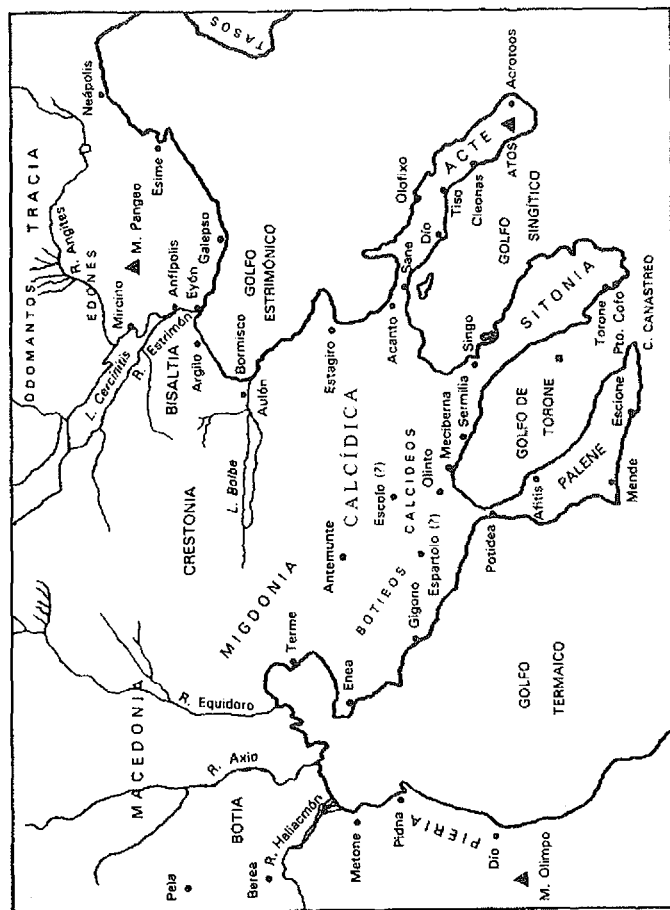 ODOMANTOS
TRACIA
R. Angites
EDONES
Mircino
M. Pangeo
Neápolis
TASOS
Esime
L. Cercinitis
R. Estrimón
Anfípolis
Eyón
Galepso
BISALTIA
Argilo
GOLFO
ESTRIMÓNICO
Bormisco
Aulón
L. Bolbe
CRESTONIA
MACEDONIA
R. Equidoro
MIGDONIA
R. Axio
Pela
BOTIA
Berea
R. Haliacmón
Terme
Enea
Antemunte
CALCÍDICA
Estagiro
Escolo (?)
CALCIDEOS
BOTIEOS
Gigono
Espartolo (?)
Olinto
Meciberna
Sermilia
Singo
Acanto
Sane
Olofixo
Dío
Tiso
Cleonas
ACTE
ATOS
Acrotoos
GOLFO
SINGÍTICO
SITONIA
Torone
Pto. Cofo
C. CANASTREO
GOLFO DE
TORONE
Potidea
Afitis
PALENE
Mende
Escione
Metone
Pidna
PIERIA
Dío
M. Olimpo
GOLFO
TERMAICO